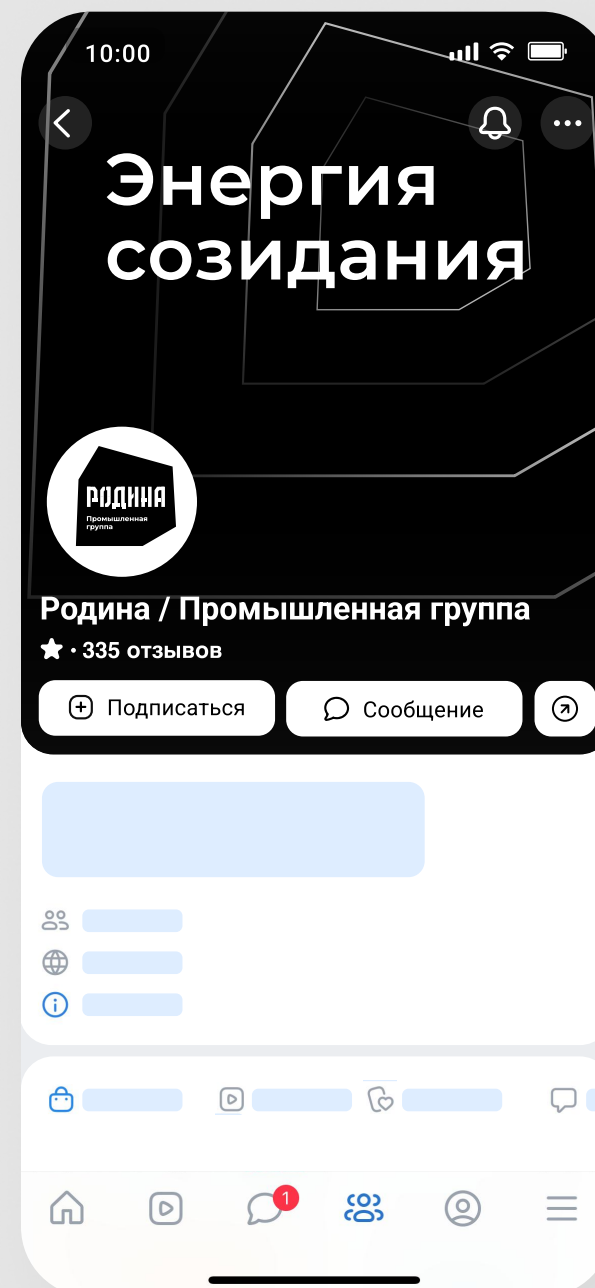 10:00
Энергия
созидания
РОДИНА
Промышленная
группа
Родина / Промышленная группа
• 335 отзывов
Подписаться
Сообщение
1